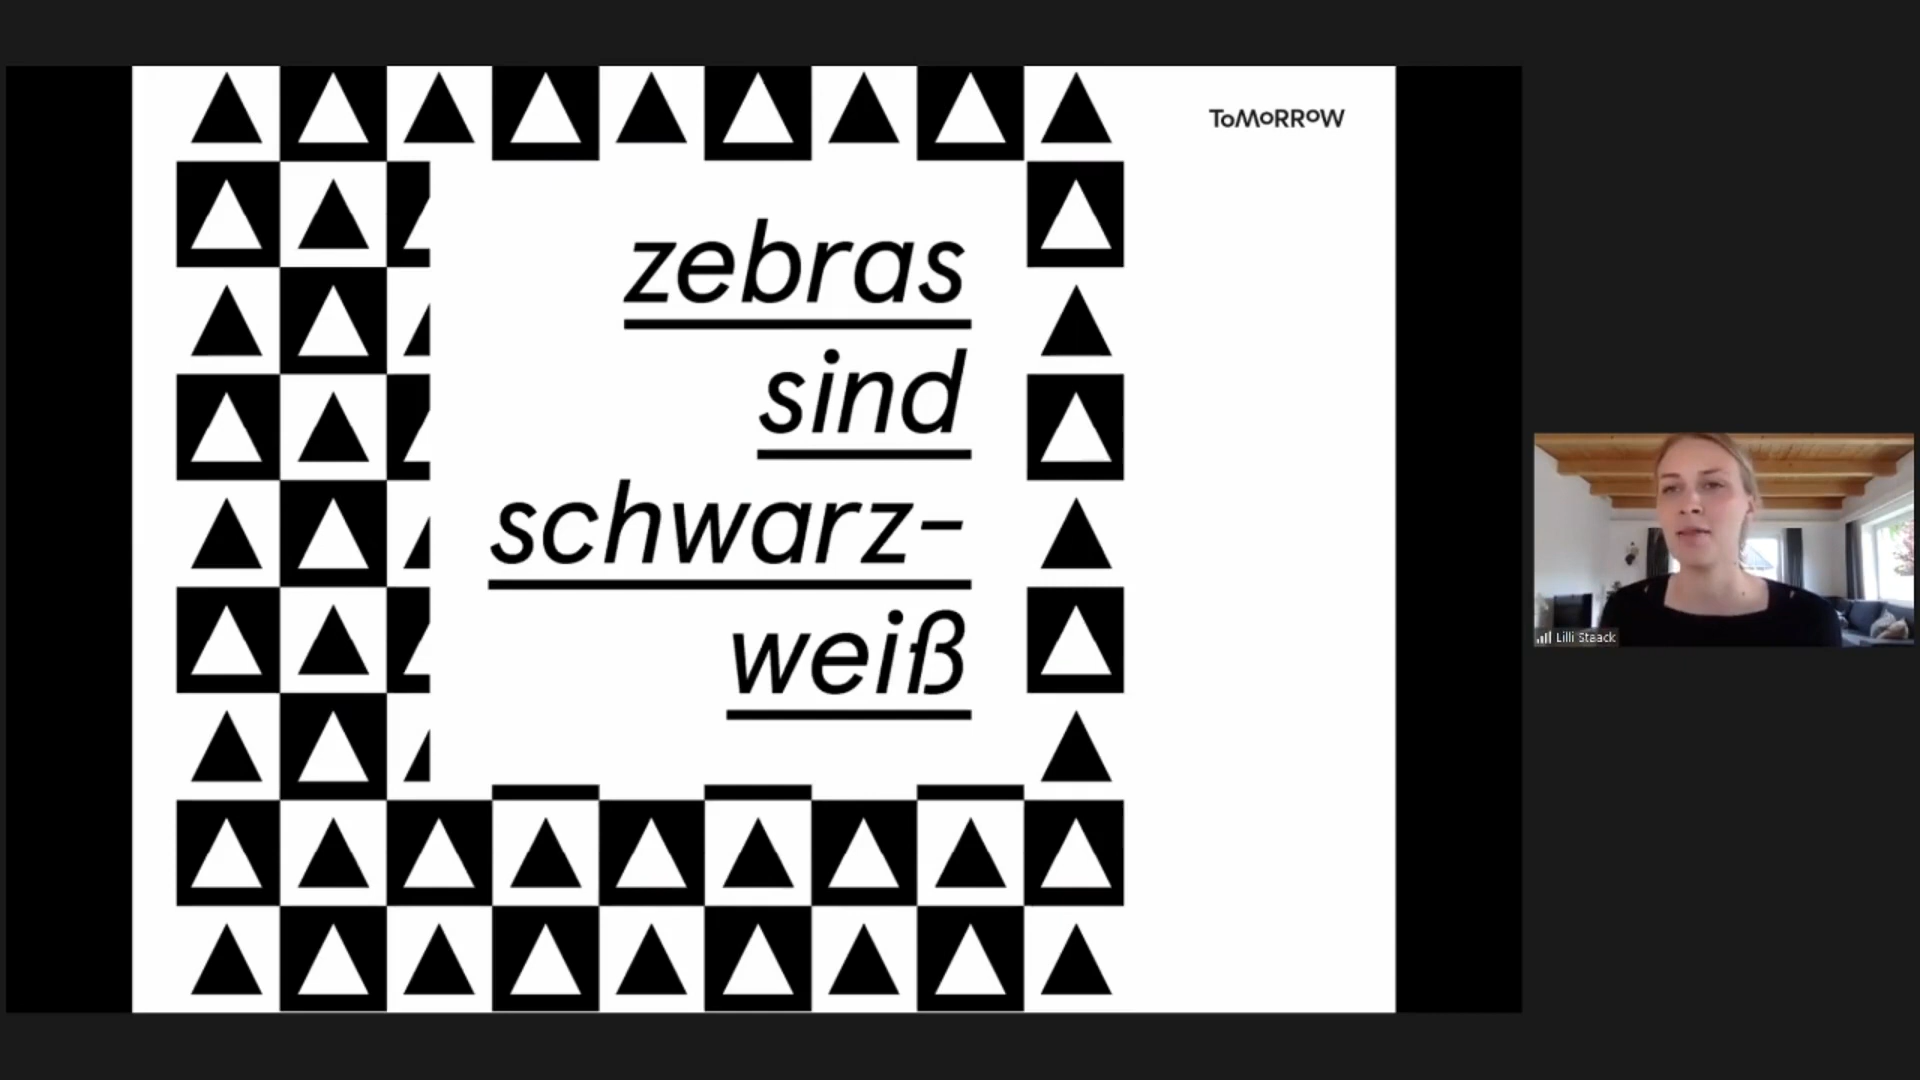 ToMoRRoW
zebras
sind
schwarz-
weiß
Lilli Staack